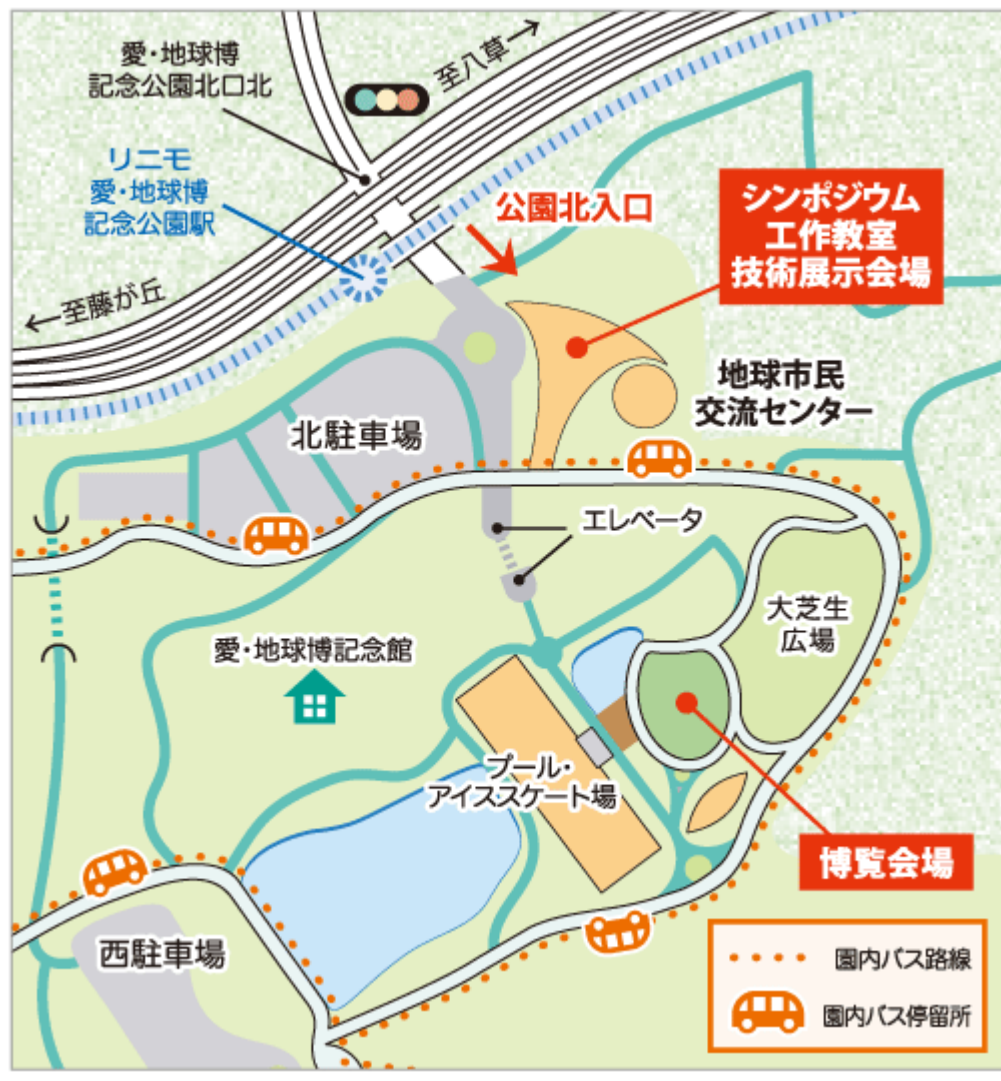 愛・地球博
記念公園北口北
至八草→
リニモ
愛・地球博
記念公園駅
公園北入口
シンポジウム
工作教室
技術展示会場
←至藤が丘
地球市民
交流センター
北駐車場
エレベータ
大芝生
広場
愛・地球博記念館
プール・
アイススケート場
博覧会場
西駐車場
園内バス路線
園内バス停留所